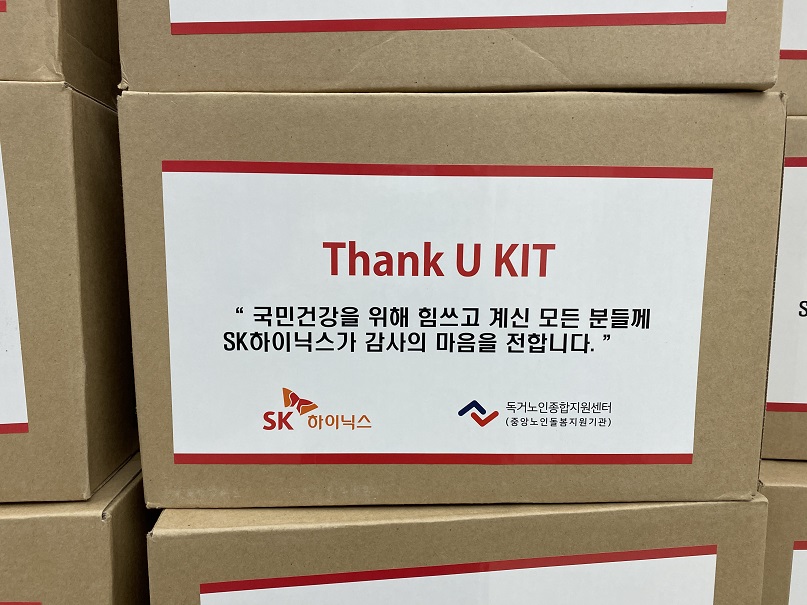 Thank U KIT
“ 국민건강을 위해 힘쓰고 계신 모든 분들께
SK하이닉스가 감사의 마음을 전합니다. ”
SK 하이닉스
독거노인종합지원센터
(중앙노인돌봄지원기관)
S